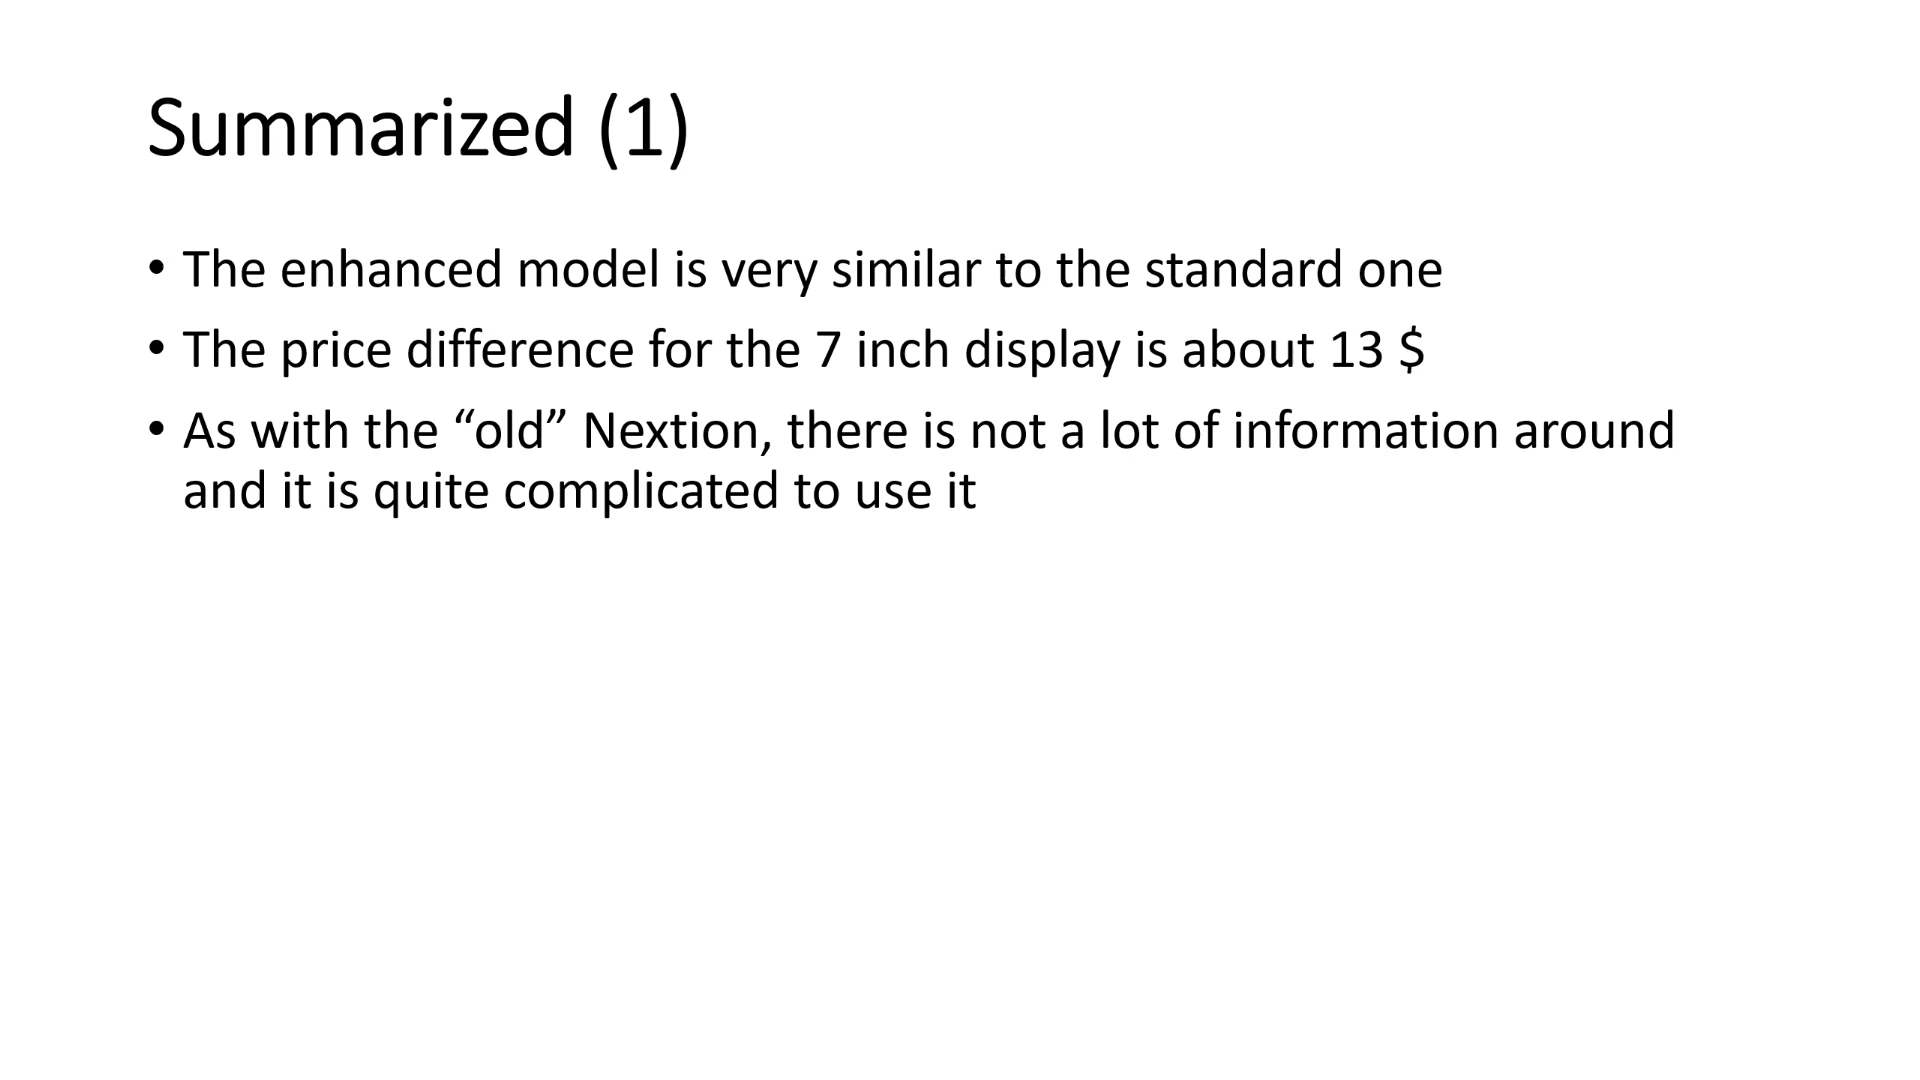 Summarized (1)
• The enhanced model is very similar to the standard one
• The price difference for the 7 inch display is about 13 $
• As with the “old” Nextion, there is not a lot of information around
and it is quite complicated to use it